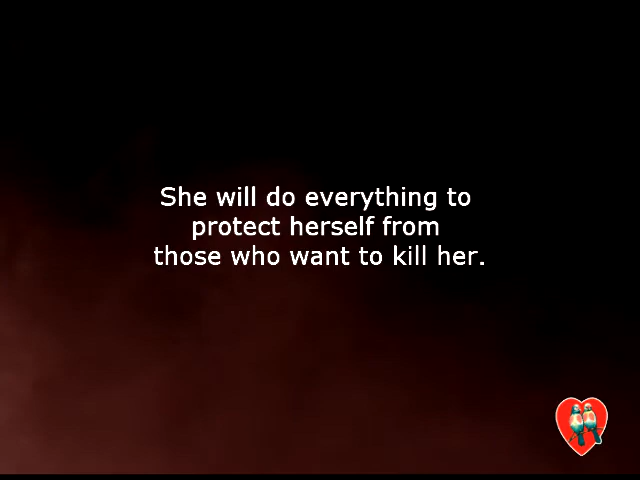 She will do everything to
protect herself from
those who want to kill her.